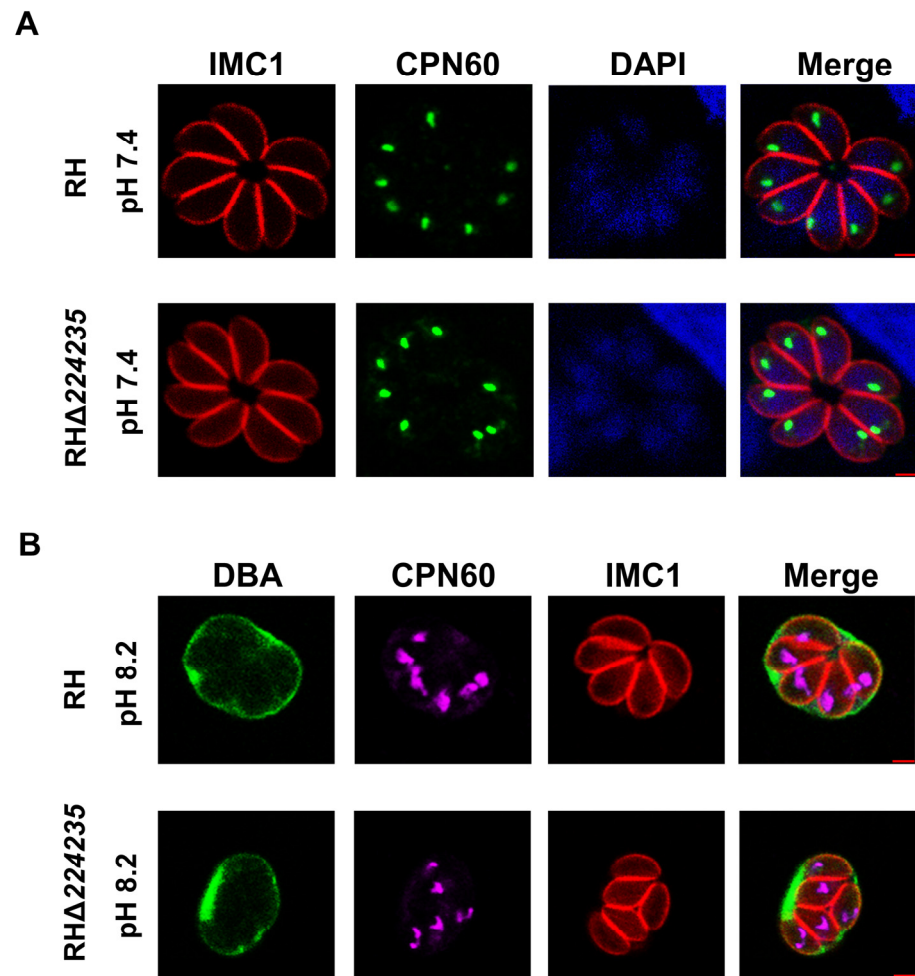 A
IMC1 CPN60 DAPI Merge
RH
pH 7.4
RHΔ224235
pH 7.4
B
DBA CPN60 IMC1 Merge
RH
pH 8.2
RHΔ224235
pH 8.2